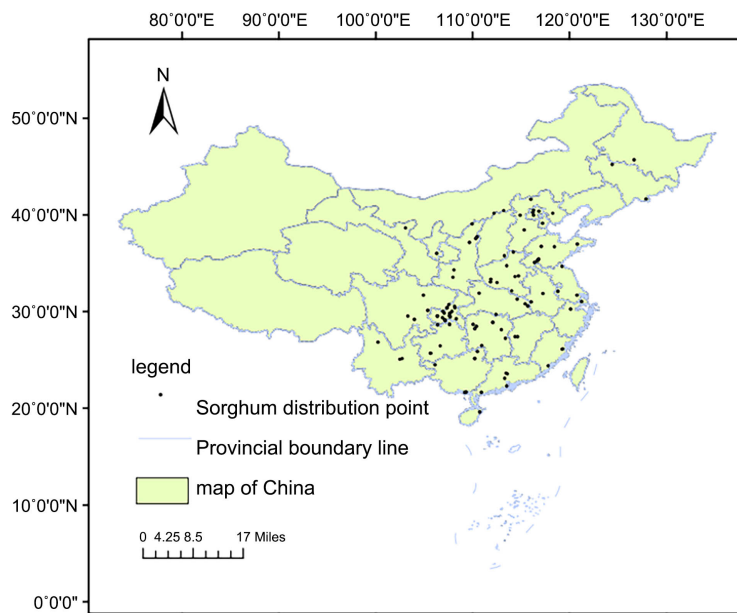 80°0'0"E 90°0'0"E 100°0'0"E 110°0'0"E 120°0'0"E 130°0'0"E
N
50°0'0"N
40°0'0"N
30°0'0"N
20°0'0"N
10°0'0"N
0°0'0"
legend
Sorghum distribution point
Provincial boundary line
map of China
0 4.25 8.5 17 Miles